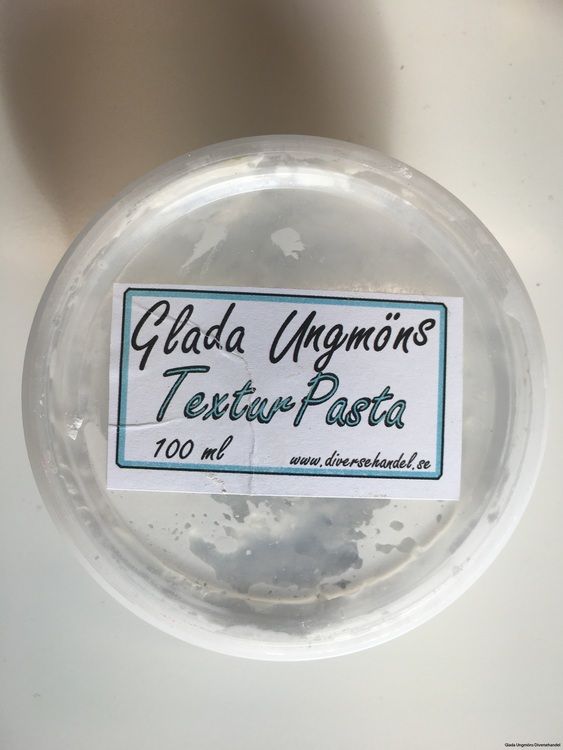 Glada Ungmöns
TexturPasta
100 ml
www.diversehandel.se
Glada Ungmöns Diversehandel